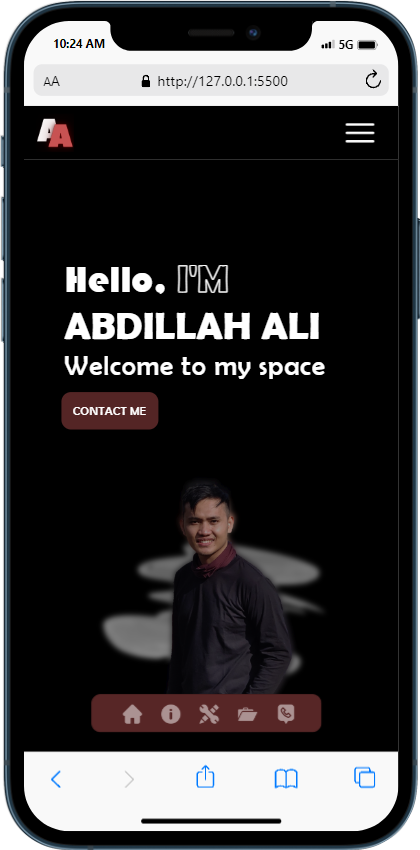 10:24 AM
5G
AA
http://127.0.0.1:5500
AA
Hello, I'M
ABDILLAH ALI
Welcome to my space
CONTACT ME